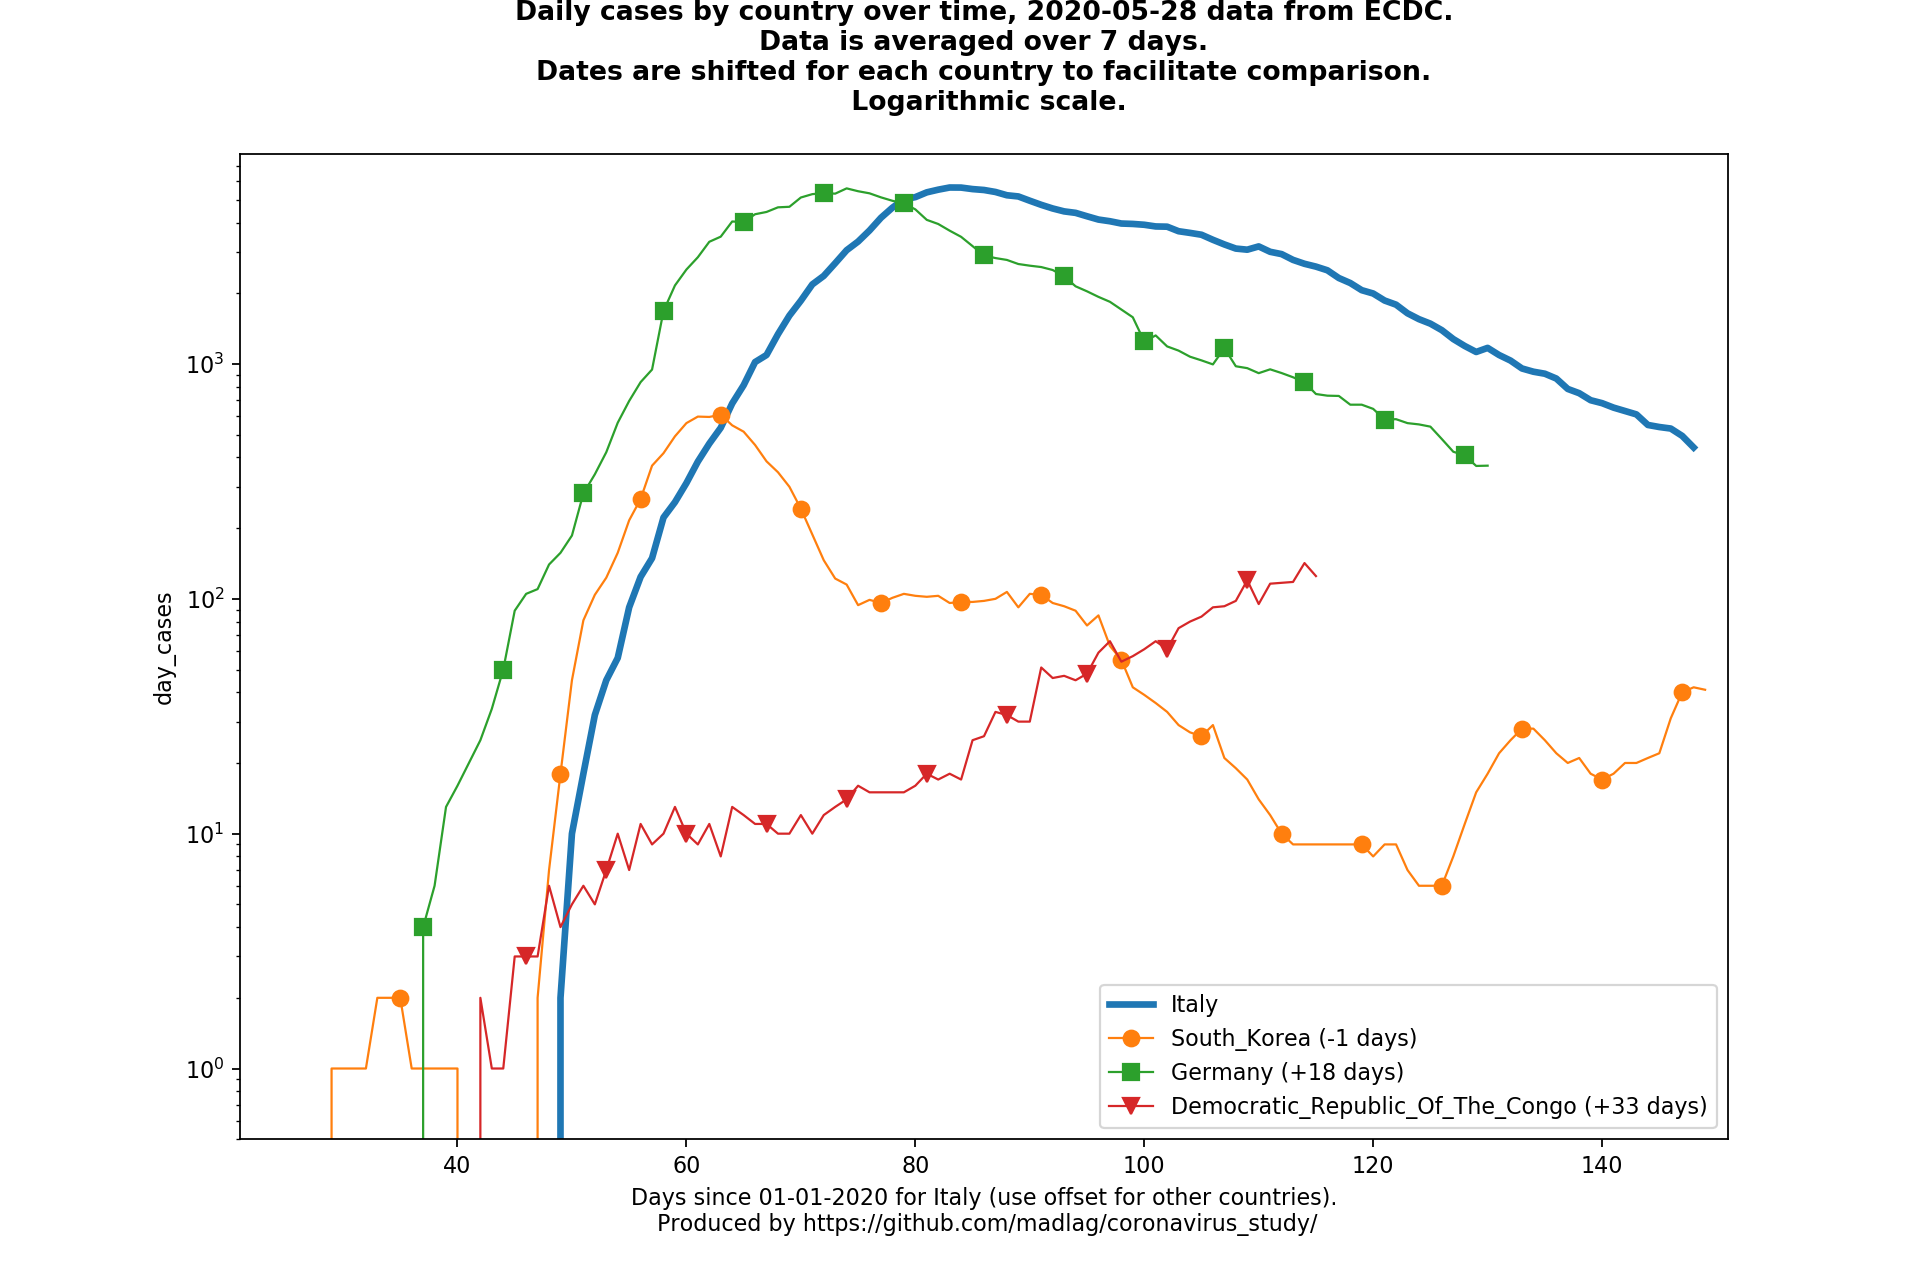 Daily cases by country over time, 2020-05-28 data from ECDC.
Data is averaged over 7 days.
Dates are shifted for each country to facilitate comparison.
Logarithmic scale.
10³
10²
10¹
10⁰
day_cases
40 60 80 100 120 140
Days since 01-01-2020 for Italy (use offset for other countries).
Produced by https://github.com/madlag/coronavirus_study/
Italy
South_Korea (-1 days)
Germany (+18 days)
Democratic_Republic_Of_The_Congo (+33 days)